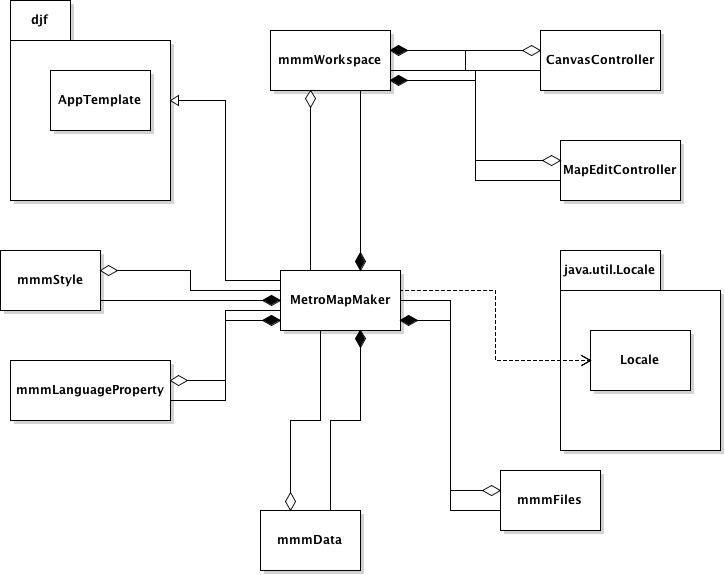 djf
AppTemplate
mmmWorkspace
CanvasController
MapEditController
mmmStyle
MetroMapMaker
java.util.Locale
Locale
mmmLanguageProperty
mmmData
mmmFiles